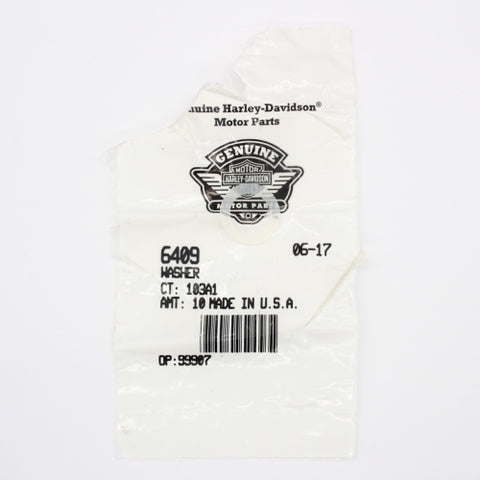 uine Harley-Davidson®
Motor Parts
GENUINE
MOTOR
HARLEY-DAVIDSON
MOTOR PARTS
6409 06-17
WASHER
CT: 103A1
AMT: 10 MADE IN U.S.A.
OP:99907